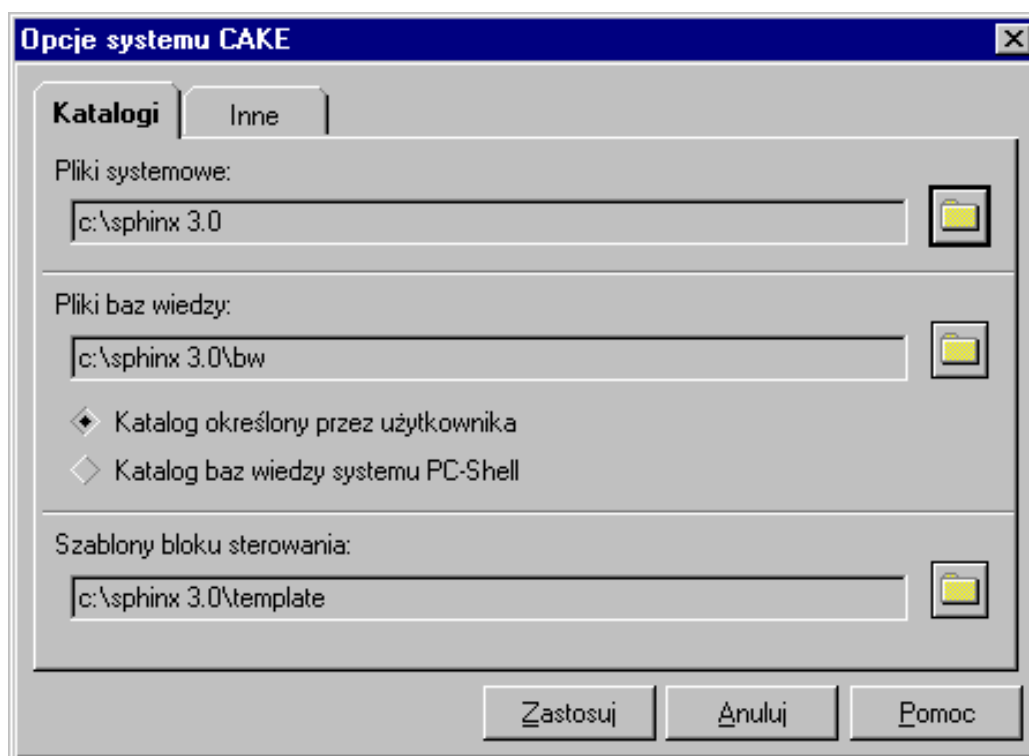 Opcje systemu CAKE
Katalogi
Inne
Pliki systemowe:
c:\sphinx 3.0
Pliki baz wiedzy:
c:\sphinx 3.0\bw
Katalog określony przez użytkownika
Katalog baz wiedzy systemu PC-Shell
Szablony bloku sterowania:
c:\sphinx 3.0\template
Zastosuj
Anuluj
Pomoc